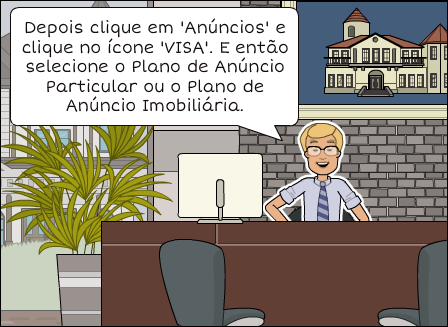 Depois clique em 'Anúncios' e
clique no ícone 'VISA'. E então
selecione o Plano de Anúncio
Particular ou o Plano de
Anúncio Imobiliária.